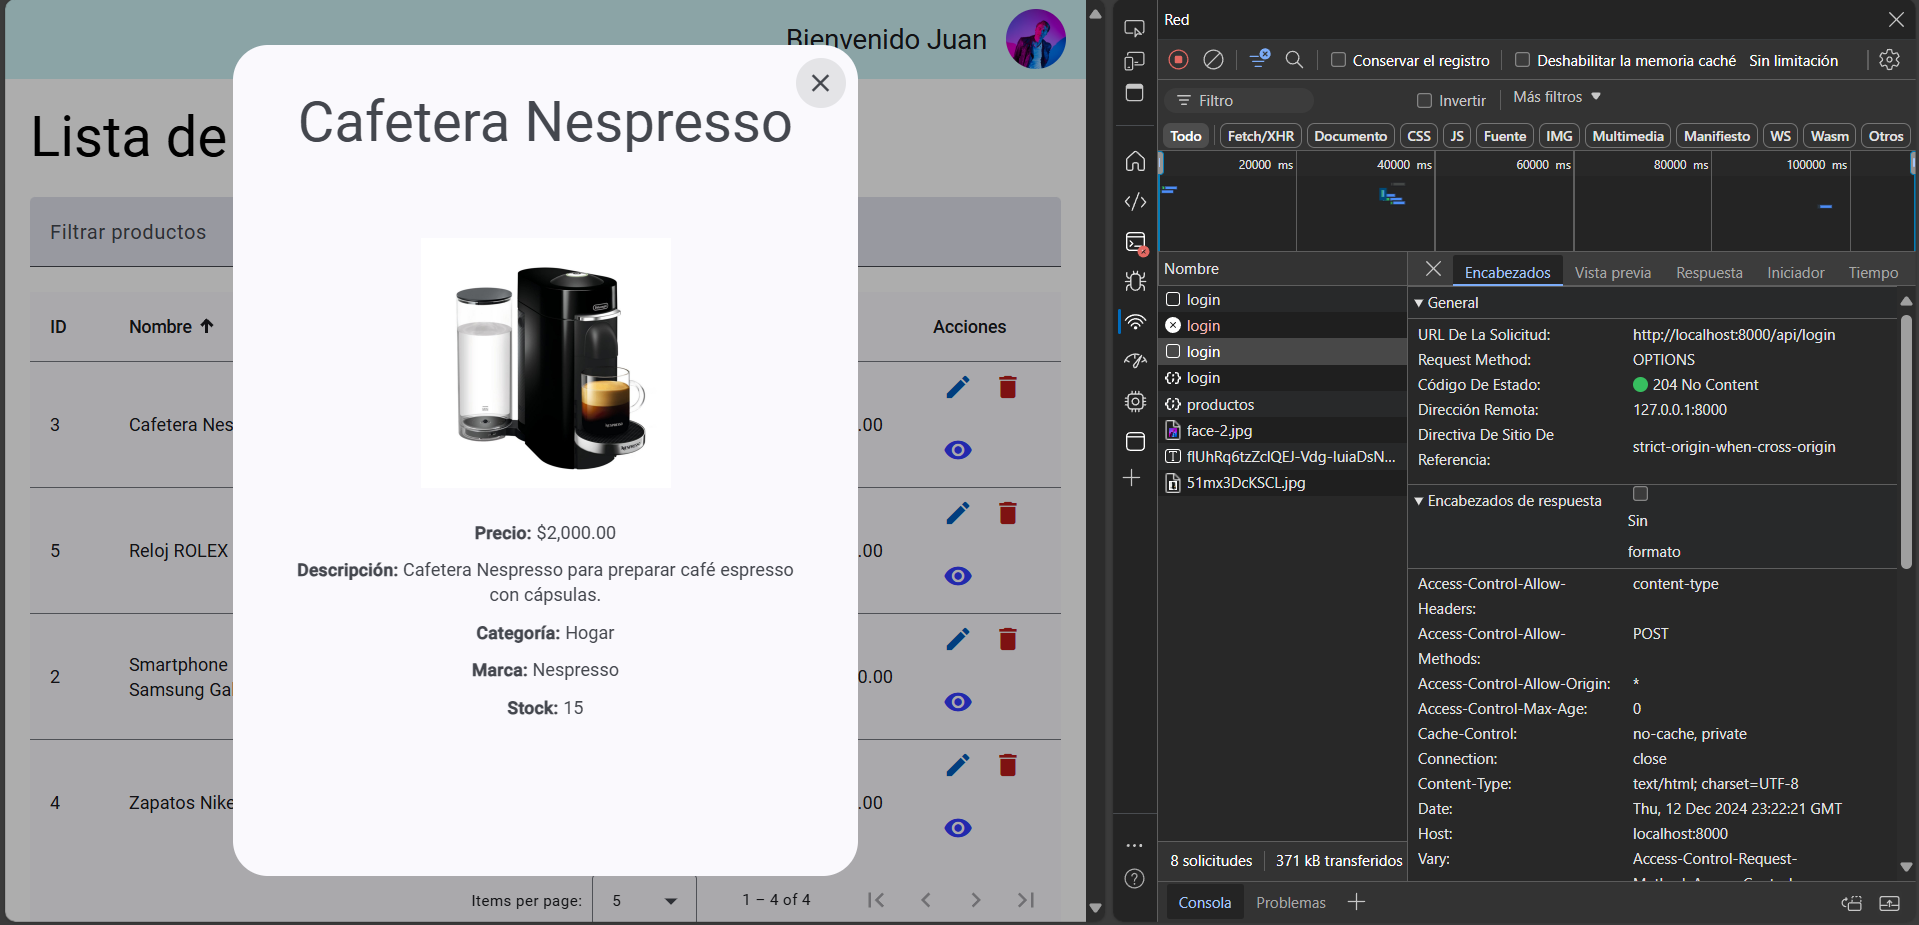 Bienvenido Juan
Lista de
Filtrar productos
ID
Nombre
Acciones
3
Cafetera Nes
.00
5
Reloj ROLEX
.00
2
Smartphone
Samsung Gal
0.00
4
Zapatos Nike
.00
Items per page:
5
1 – 4 of 4
Cafetera Nespresso
Precio: $2,000.00
Descripción: Cafetera Nespresso para preparar café espresso
con cápsulas.
Categoría: Hogar
Marca: Nespresso
Stock: 15
Red
Conservar el registro
Deshabilitar la memoria caché
Sin limitación
Filtro
Invertir
Más filtros
Todo
Fetch/XHR
Documento
CSS
JS
Fuente
IMG
Multimedia
Manifiesto
WS
Wasm
Otros
20000 ms
40000 ms
60000 ms
80000 ms
100000 ms
Nombre
login
login
login
login
productos
face-2.jpg
51mx3DcKSCL.jpg
8 solicitudes
371 kB transferidos
Encabezados
Vista previa
Respuesta
Iniciador
Tiempo
General
URL De La Solicitud:
http://localhost:8000/api/login
Request Method:
OPTIONS
Código De Estado:
204 No Content
Dirección Remota:
127.0.0.1:8000
Directiva De Sitio De
Referencia:
strict-origin-when-cross-origin
Encabezados de respuesta
Sin
formato
Access-Control-Allow-
Headers:
content-type
Access-Control-Allow-
Methods:
POST
Access-Control-Allow-Origin:
*
Access-Control-Max-Age:
0
Cache-Control:
no-cache, private
Connection:
close
Content-Type:
text/html; charset=UTF-8
Date:
Thu, 12 Dec 2024 23:22:21 GMT
Host:
localhost:8000
Vary:
Access-Control-Request-
Consola
Problemas